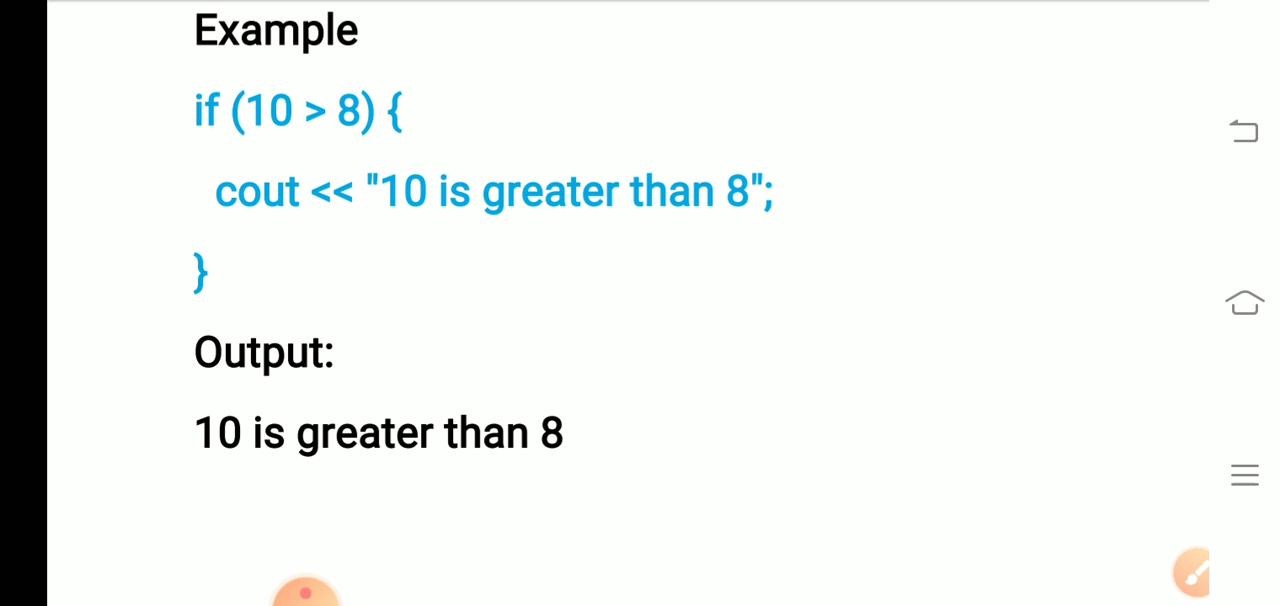 Example
if (10 > 8) {
cout << "10 is greater than 8";
}
Output:
10 is greater than 8